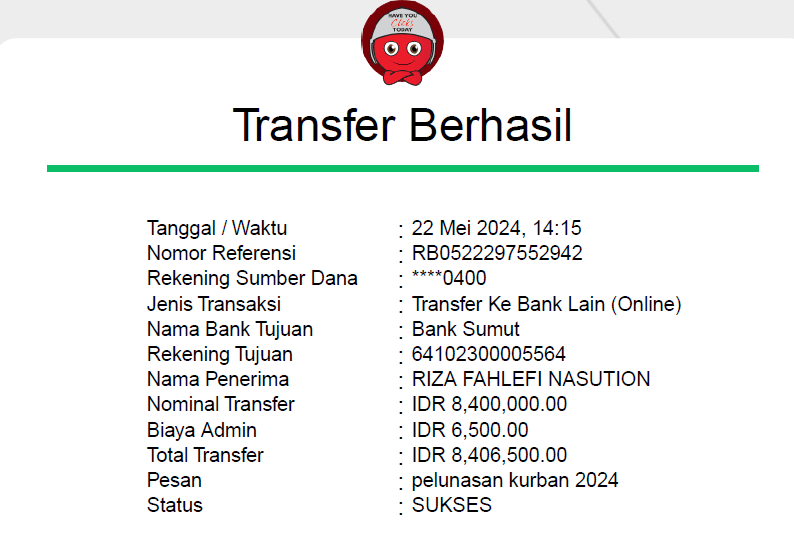 HAVE YOU
Clicks
TODAY
Transfer Berhasil
Tanggal / Waktu : 22 Mei 2024, 14:15
Nomor Referensi : RB0522297552942
Rekening Sumber Dana : ****0400
Jenis Transaksi : Transfer Ke Bank Lain (Online)
Nama Bank Tujuan : Bank Sumut
Rekening Tujuan : 64102300005564
Nama Penerima : RIZA FAHLEFI NASUTION
Nominal Transfer : IDR 8,400,000.00
Biaya Admin : IDR 6,500.00
Total Transfer : IDR 8,406,500.00
Pesan : pelunasan kurban 2024
Status : SUKSES